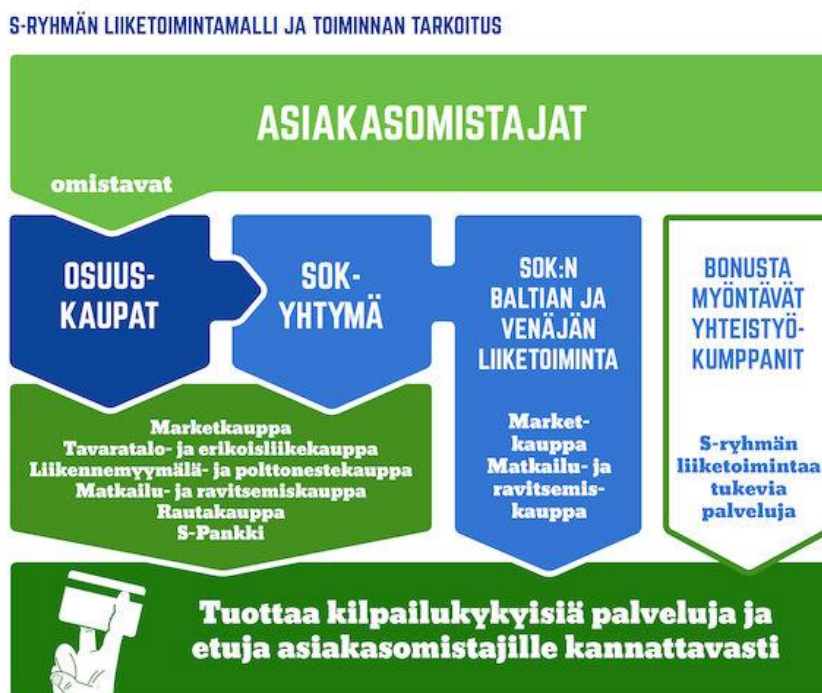 S-RYHMÄN LIIKETOIMINTAMALLI JA TOIMINNAN TARKOITUS
ASIAKASOMISTAJAT
omistavat
OSUUS-
KAUPAT
SOK-
YHTYMÄ
Marketkauppa
Tavaratalo- ja erikoisliikekauppa
Liikennemyymälä- ja polttonestekauppa
Matkailu- ja ravitsemiskauppa
Rautakauppa
S-Pankki
SOK:N
BALTIAN JA
VENÄJÄN
LIIKETOIMINTA
Market-
kauppa
Matkailu- ja
ravitsemis-
kauppa
BONUSTA
MYÖNTÄVÄT
YHTEISTYÖ-
KUMPPANIT
S-ryhmän
liiketoimintaa
tukevia
palveluja
Tuottaa kilpailukykyisiä palveluja ja
etuja asiakasomistajille kannattavasti